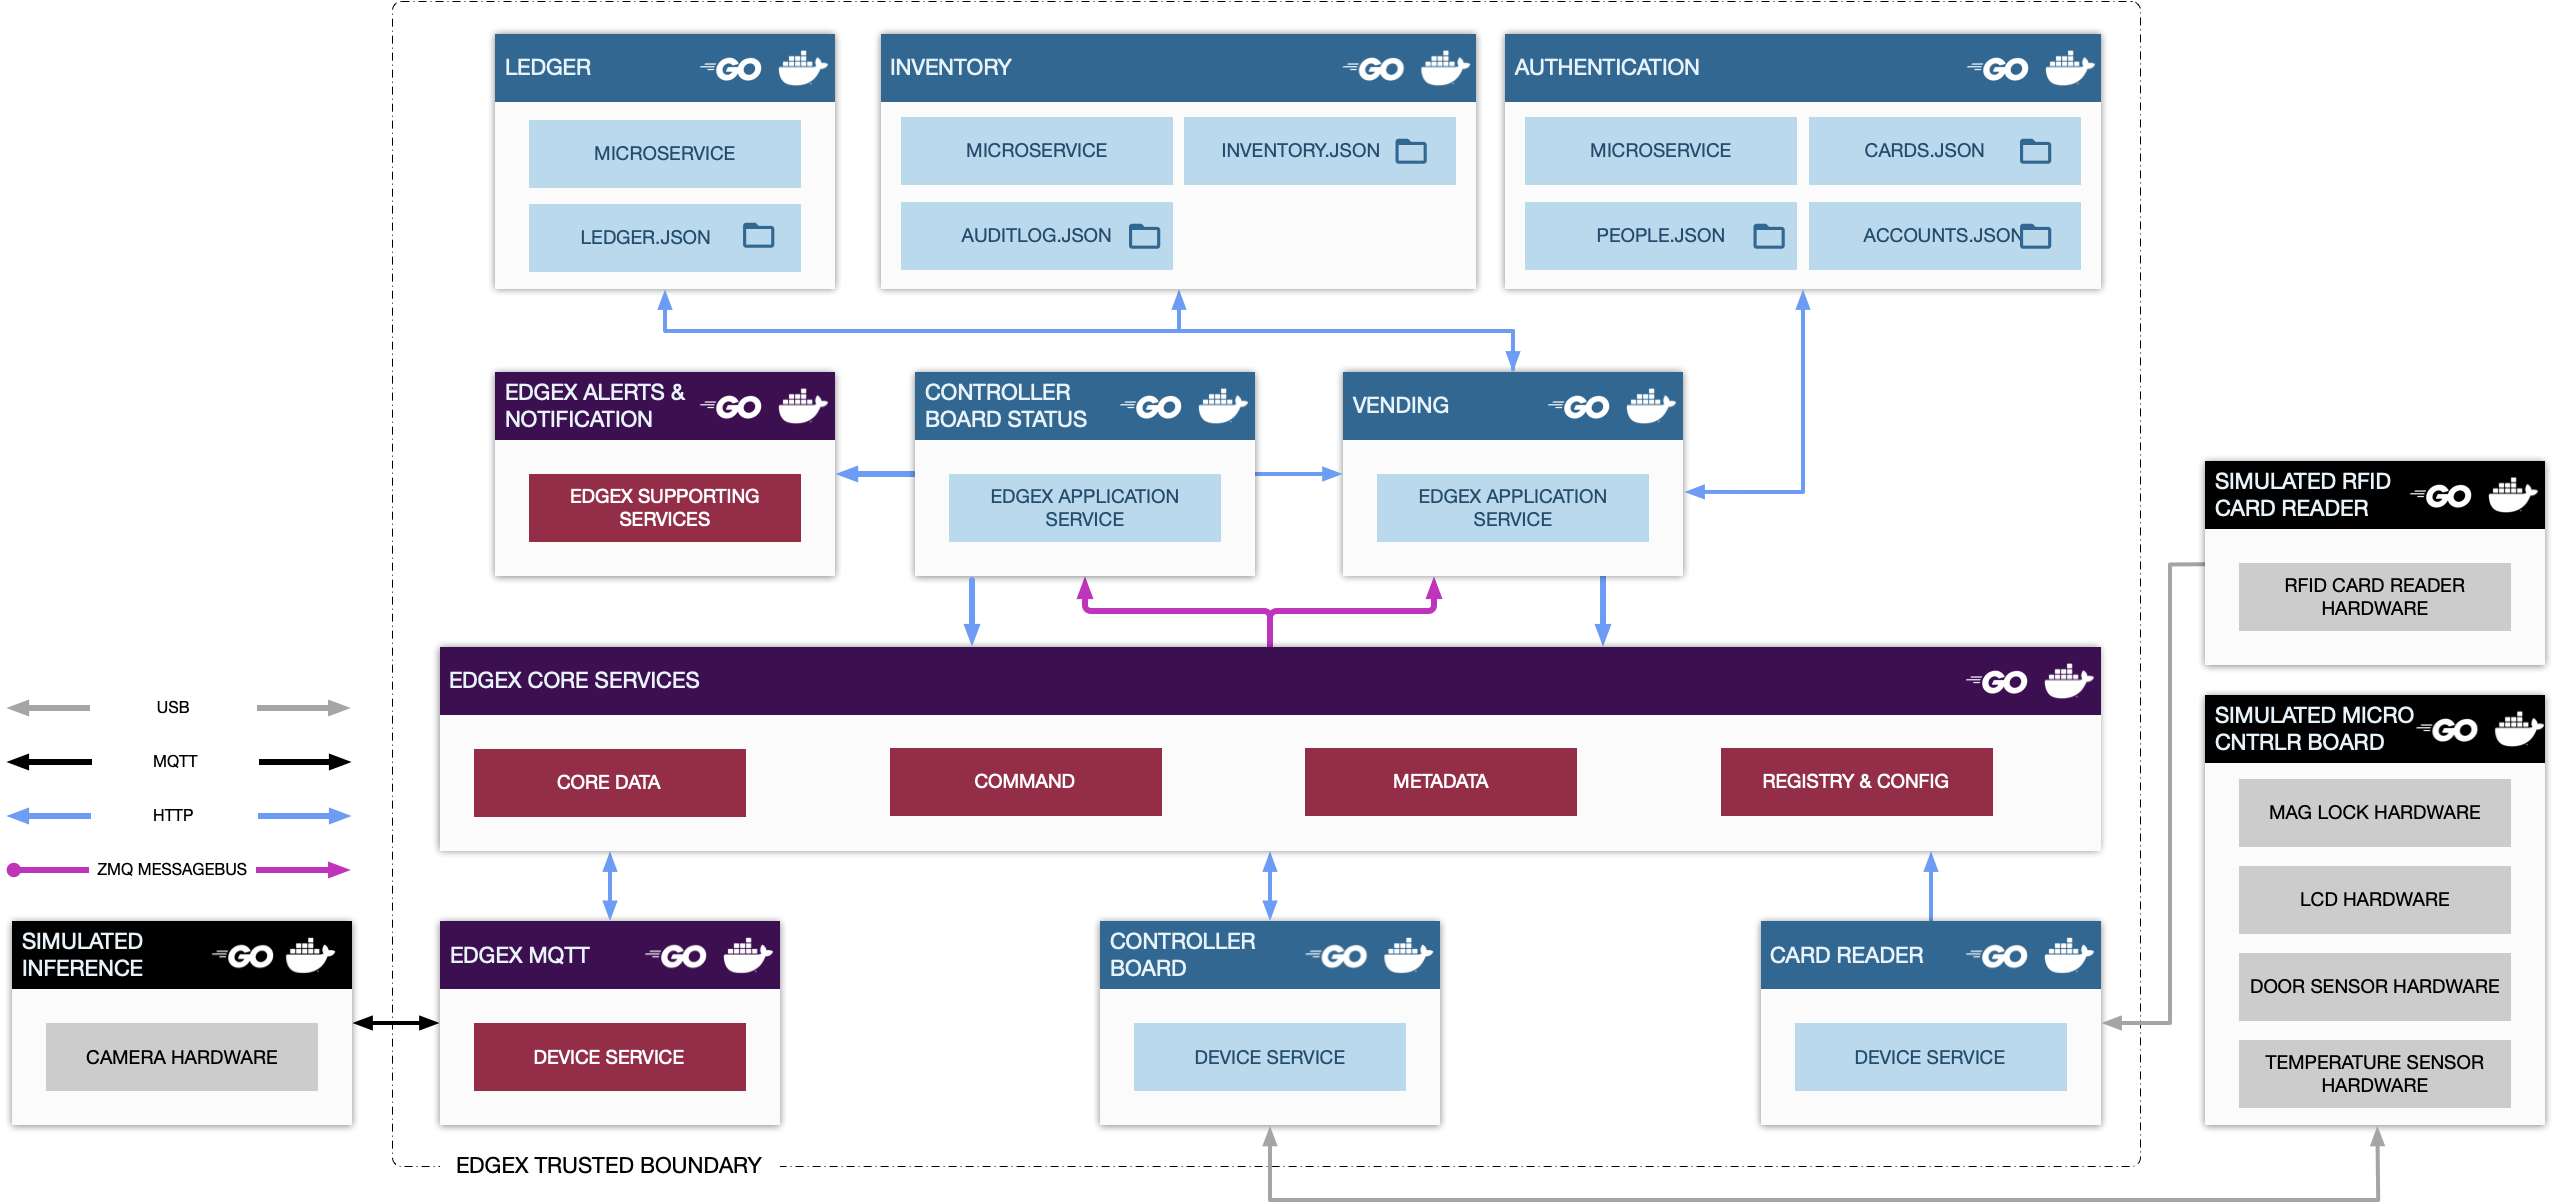 LEDGER
GO
MICROSERVICE
LEDGER.JSON
INVENTORY
GO
MICROSERVICE
INVENTORY.JSON
AUDITLOG.JSON
AUTHENTICATION
GO
MICROSERVICE
CARDS.JSON
PEOPLE.JSON
ACCOUNTS.JSON
EDGEX ALERTS &
NOTIFICATION
GO
EDGEX SUPPORTING
SERVICES
CONTROLLER
BOARD STATUS
GO
EDGEX APPLICATION
SERVICE
VENDING
GO
EDGEX APPLICATION
SERVICE
SIMULATED RFID
CARD READER
GO
RFID CARD READER
HARDWARE
EDGEX CORE SERVICES
GO
CORE DATA
COMMAND
METADATA
REGISTRY & CONFIG
USB
MQTT
HTTP
ZMQ MESSAGEBUS
SIMULATED MICRO
CNTRLR BOARD
GO
MAG LOCK HARDWARE
LCD HARDWARE
DOOR SENSOR HARDWARE
TEMPERATURE SENSOR
HARDWARE
SIMULATED
INFERENCE
GO
CAMERA HARDWARE
EDGEX MQTT
GO
DEVICE SERVICE
CONTROLLER
BOARD
GO
DEVICE SERVICE
CARD READER
GO
DEVICE SERVICE
EDGEX TRUSTED BOUNDARY